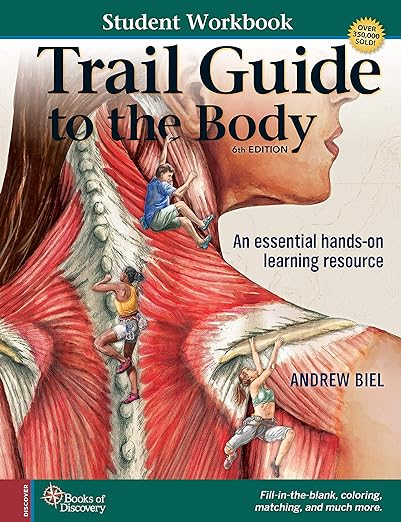 Student Workbook
OVER
350,000
SOLD!
Trail Guide
to the Body
6th EDITION
An essential hands-on
learning resource
ANDREW BIEL
DISCOVER
Books of
Discovery
Fill-in-the-blank, coloring,
matching, and much more.